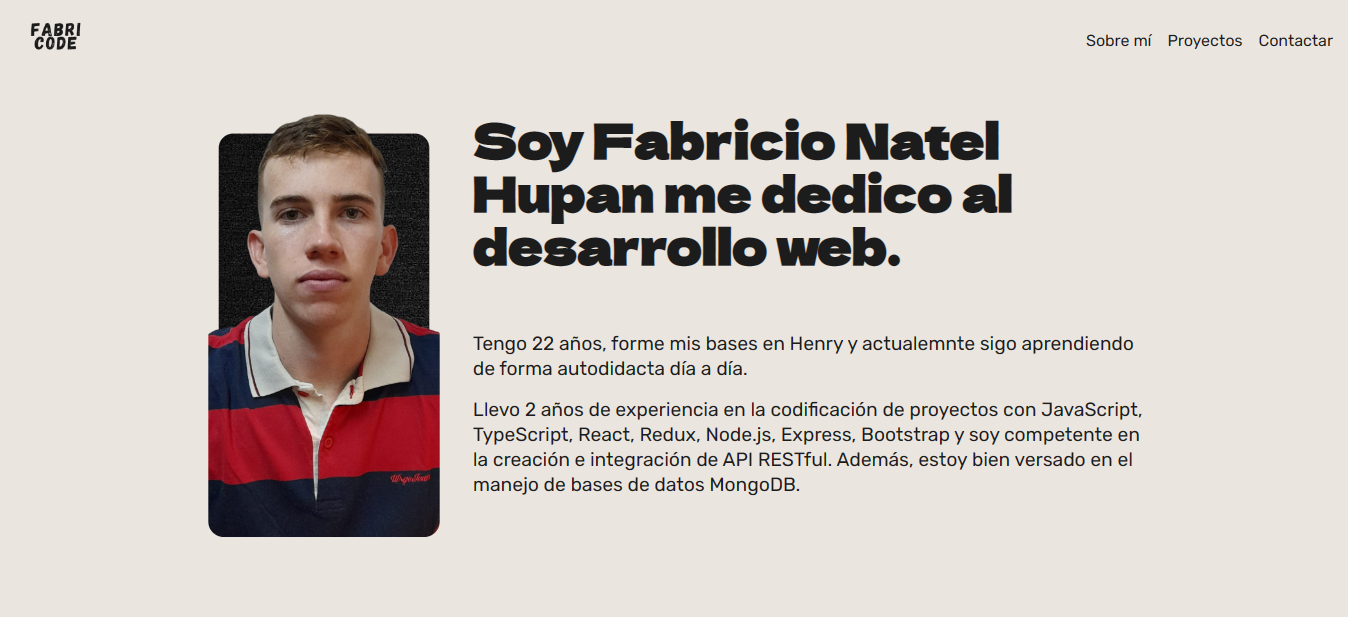 FABRI
CODE
Sobre mí Proyectos Contactar
Soy Fabricio Natel
Hupan me dedico al
desarrollo web.
Tengo 22 años, forme mis bases en Henry y actualemnte sigo aprendiendo
de forma autodidacta día a día.
Llevo 2 años de experiencia en la codificación de proyectos con JavaScript,
TypeScript, React, Redux, Node.js, Express, Bootstrap y soy competente en
la creación e integración de API RESTful. Además, estoy bien versado en el
manejo de bases de datos MongoDB.